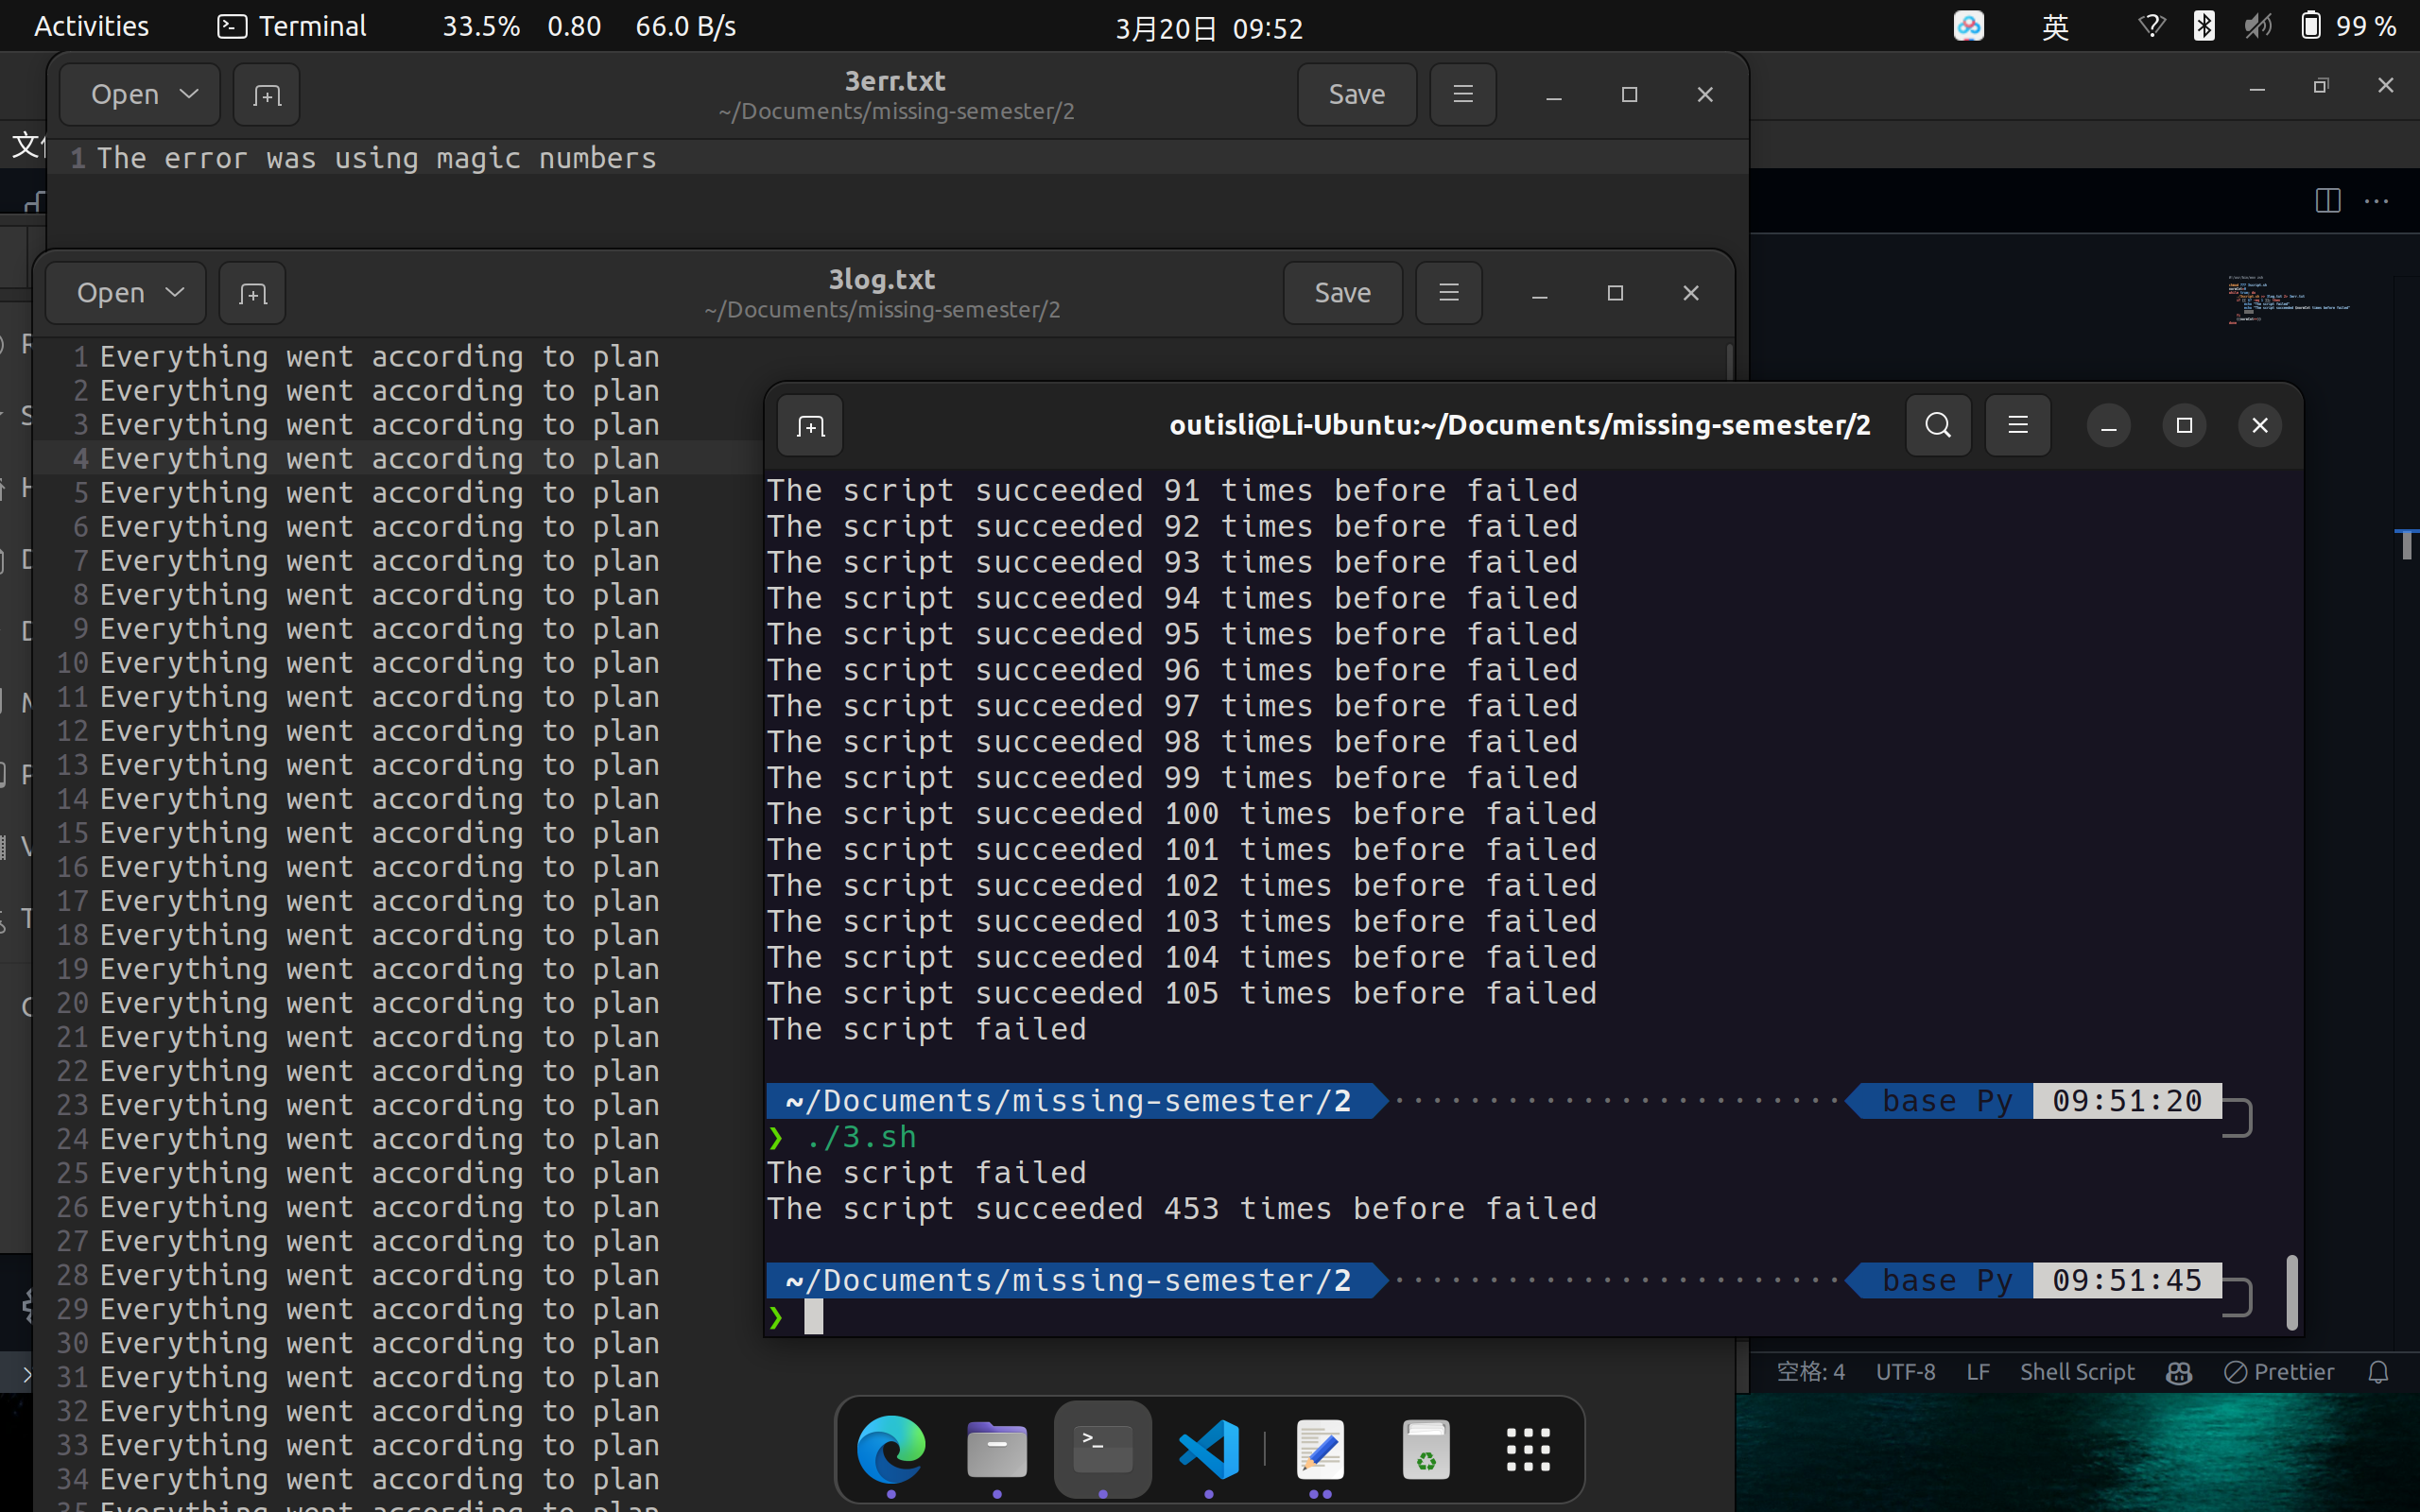 Activities
Terminal
33.5% 0.80 66.0 B/s
3月20日 09:52
英
99 %
Open
3err.txt
~/Documents/missing-semester/2
Save
文
1 The error was using magic numbers
Open
3log.txt
~/Documents/missing-semester/2
Save
1 Everything went according to plan
2 Everything went according to plan
3 Everything went according to plan
4 Everything went according to plan
5 Everything went according to plan
6 Everything went according to plan
7 Everything went according to plan
8 Everything went according to plan
9 Everything went according to plan
10 Everything went according to plan
11 Everything went according to plan
12 Everything went according to plan
13 Everything went according to plan
14 Everything went according to plan
15 Everything went according to plan
16 Everything went according to plan
17 Everything went according to plan
18 Everything went according to plan
19 Everything went according to plan
20 Everything went according to plan
21 Everything went according to plan
22 Everything went according to plan
23 Everything went according to plan
24 Everything went according to plan
25 Everything went according to plan
26 Everything went according to plan
27 Everything went according to plan
28 Everything went according to plan
29 Everything went according to plan
30 Everything went according to plan
31 Everything went according to plan
32 Everything went according to plan
33 Everything went according to plan
34 Everything went according to plan
35 Everything went according to plan
outisli@Li-Ubuntu:~/Documents/missing-semester/2
The script succeeded 91 times before failed
The script succeeded 92 times before failed
The script succeeded 93 times before failed
The script succeeded 94 times before failed
The script succeeded 95 times before failed
The script succeeded 96 times before failed
The script succeeded 97 times before failed
The script succeeded 98 times before failed
The script succeeded 99 times before failed
The script succeeded 100 times before failed
The script succeeded 101 times before failed
The script succeeded 102 times before failed
The script succeeded 103 times before failed
The script succeeded 104 times before failed
The script succeeded 105 times before failed
The script failed
~/Documents/missing-semester/2 base Py 09:51:20
❯ ./3.sh
The script failed
The script succeeded 453 times before failed
~/Documents/missing-semester/2 base Py 09:51:45
❯
空格: 4 UTF-8 LF Shell Script Prettier